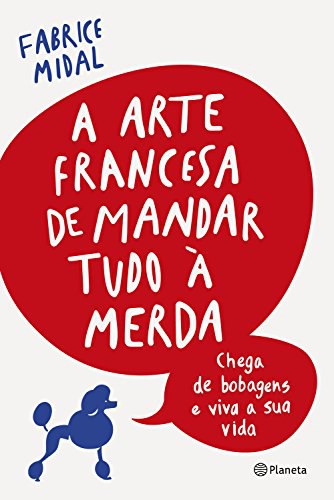 FABRICE
MIDAL
A ARTE
FRANCESA
DE MANDAR
TUDO À
MERDA
Chega
de bobagens
e viva a sua
vida
Planeta